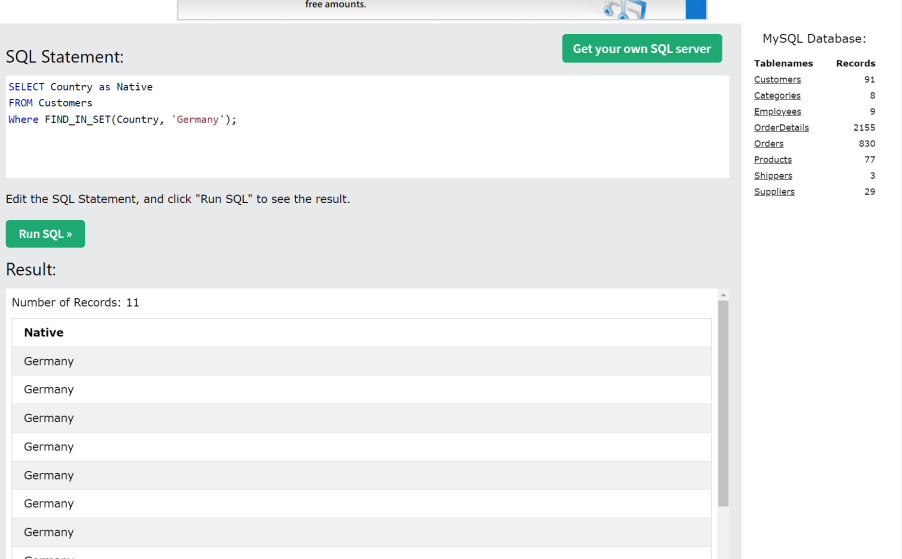 free amounts.
SQL Statement:
Get your own SQL server
SELECT Country as Native
FROM Customers
Where FIND_IN_SET(Country, 'Germany');
Edit the SQL Statement, and click "Run SQL" to see the result.
Run SQL »
Result:
Number of Records: 11
Native
Germany
Germany
Germany
Germany
Germany
Germany
Germany
Germany
MySQL Database:
Tablenames Records
Customers 91
Categories 8
Employees 9
OrderDetails 2155
Orders 830
Products 77
Shippers 3
Suppliers 29